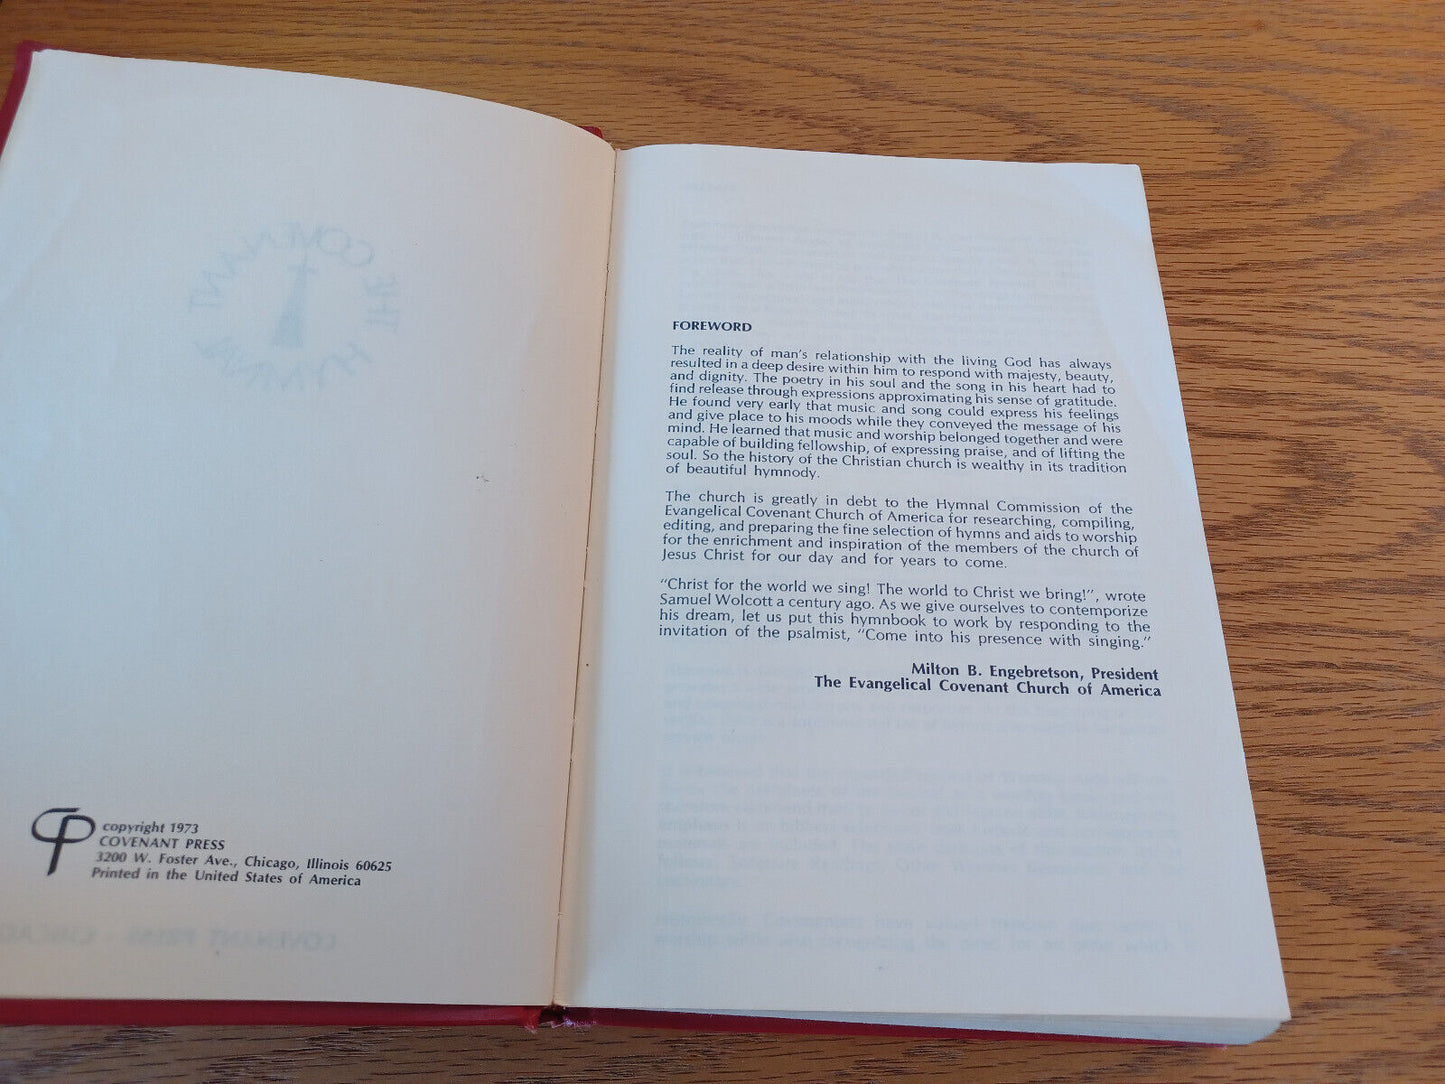 copyright 1973
COVENANT PRESS
3200 W. Foster Ave., Chicago, Illinois 60625
Printed in the United States of America
FOREWORD
The reality of man's relationship with the living God has always
resulted in a deep desire within him to respond with majesty, beauty,
and dignity. The poetry in his soul and the song in his heart had to
find release through expressions approximating his sense of gratitude.
He found very early that music and song could express his feelings
and give place to his moods while they conveyed the message of his
mind. He learned that music and worship belonged together and were
capable of building fellowship, of expressing praise, and of lifting the
soul. So the history of the Christian church is wealthy in its tradition
of beautiful hymnody.
The church is greatly in debt to the Hymnal Commission of the
Evangelical Covenant Church of America for researching, compiling,
editing, and preparing the fine selection of hymns and aids to worship
for the enrichment and inspiration of the members of the church of
Jesus Christ for our day and for years to come.
"Christ for the world we sing! The world to Christ we bring!", wrote
Samuel Wolcott a century ago. As we give ourselves to contemporize
his dream, let us put this hymnbook to work by responding to the
invitation of the psalmist, "Come into his presence with singing."
Milton B. Engebretson, President
The Evangelical Covenant Church of America
THE COVENANT HYMNAL
COVENANT PRESS - CHICAGO